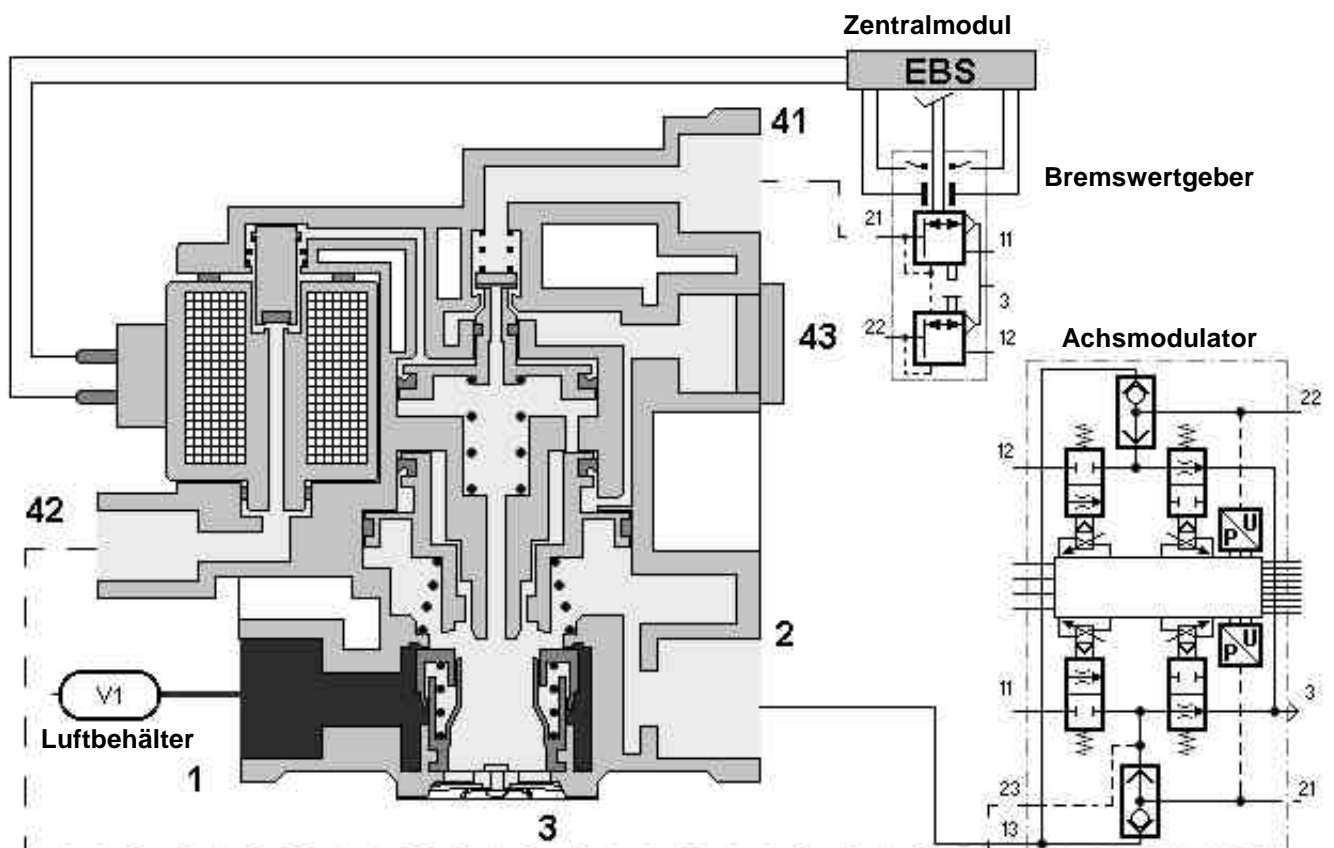 Zentralmodul
EBS
41
Bremswertgeber
21
11
3
43
22
12
Achsmodulator
22
12
42
U
P
2
U
P
V1
11
3
Luftbehälter
1
23
21
13
3